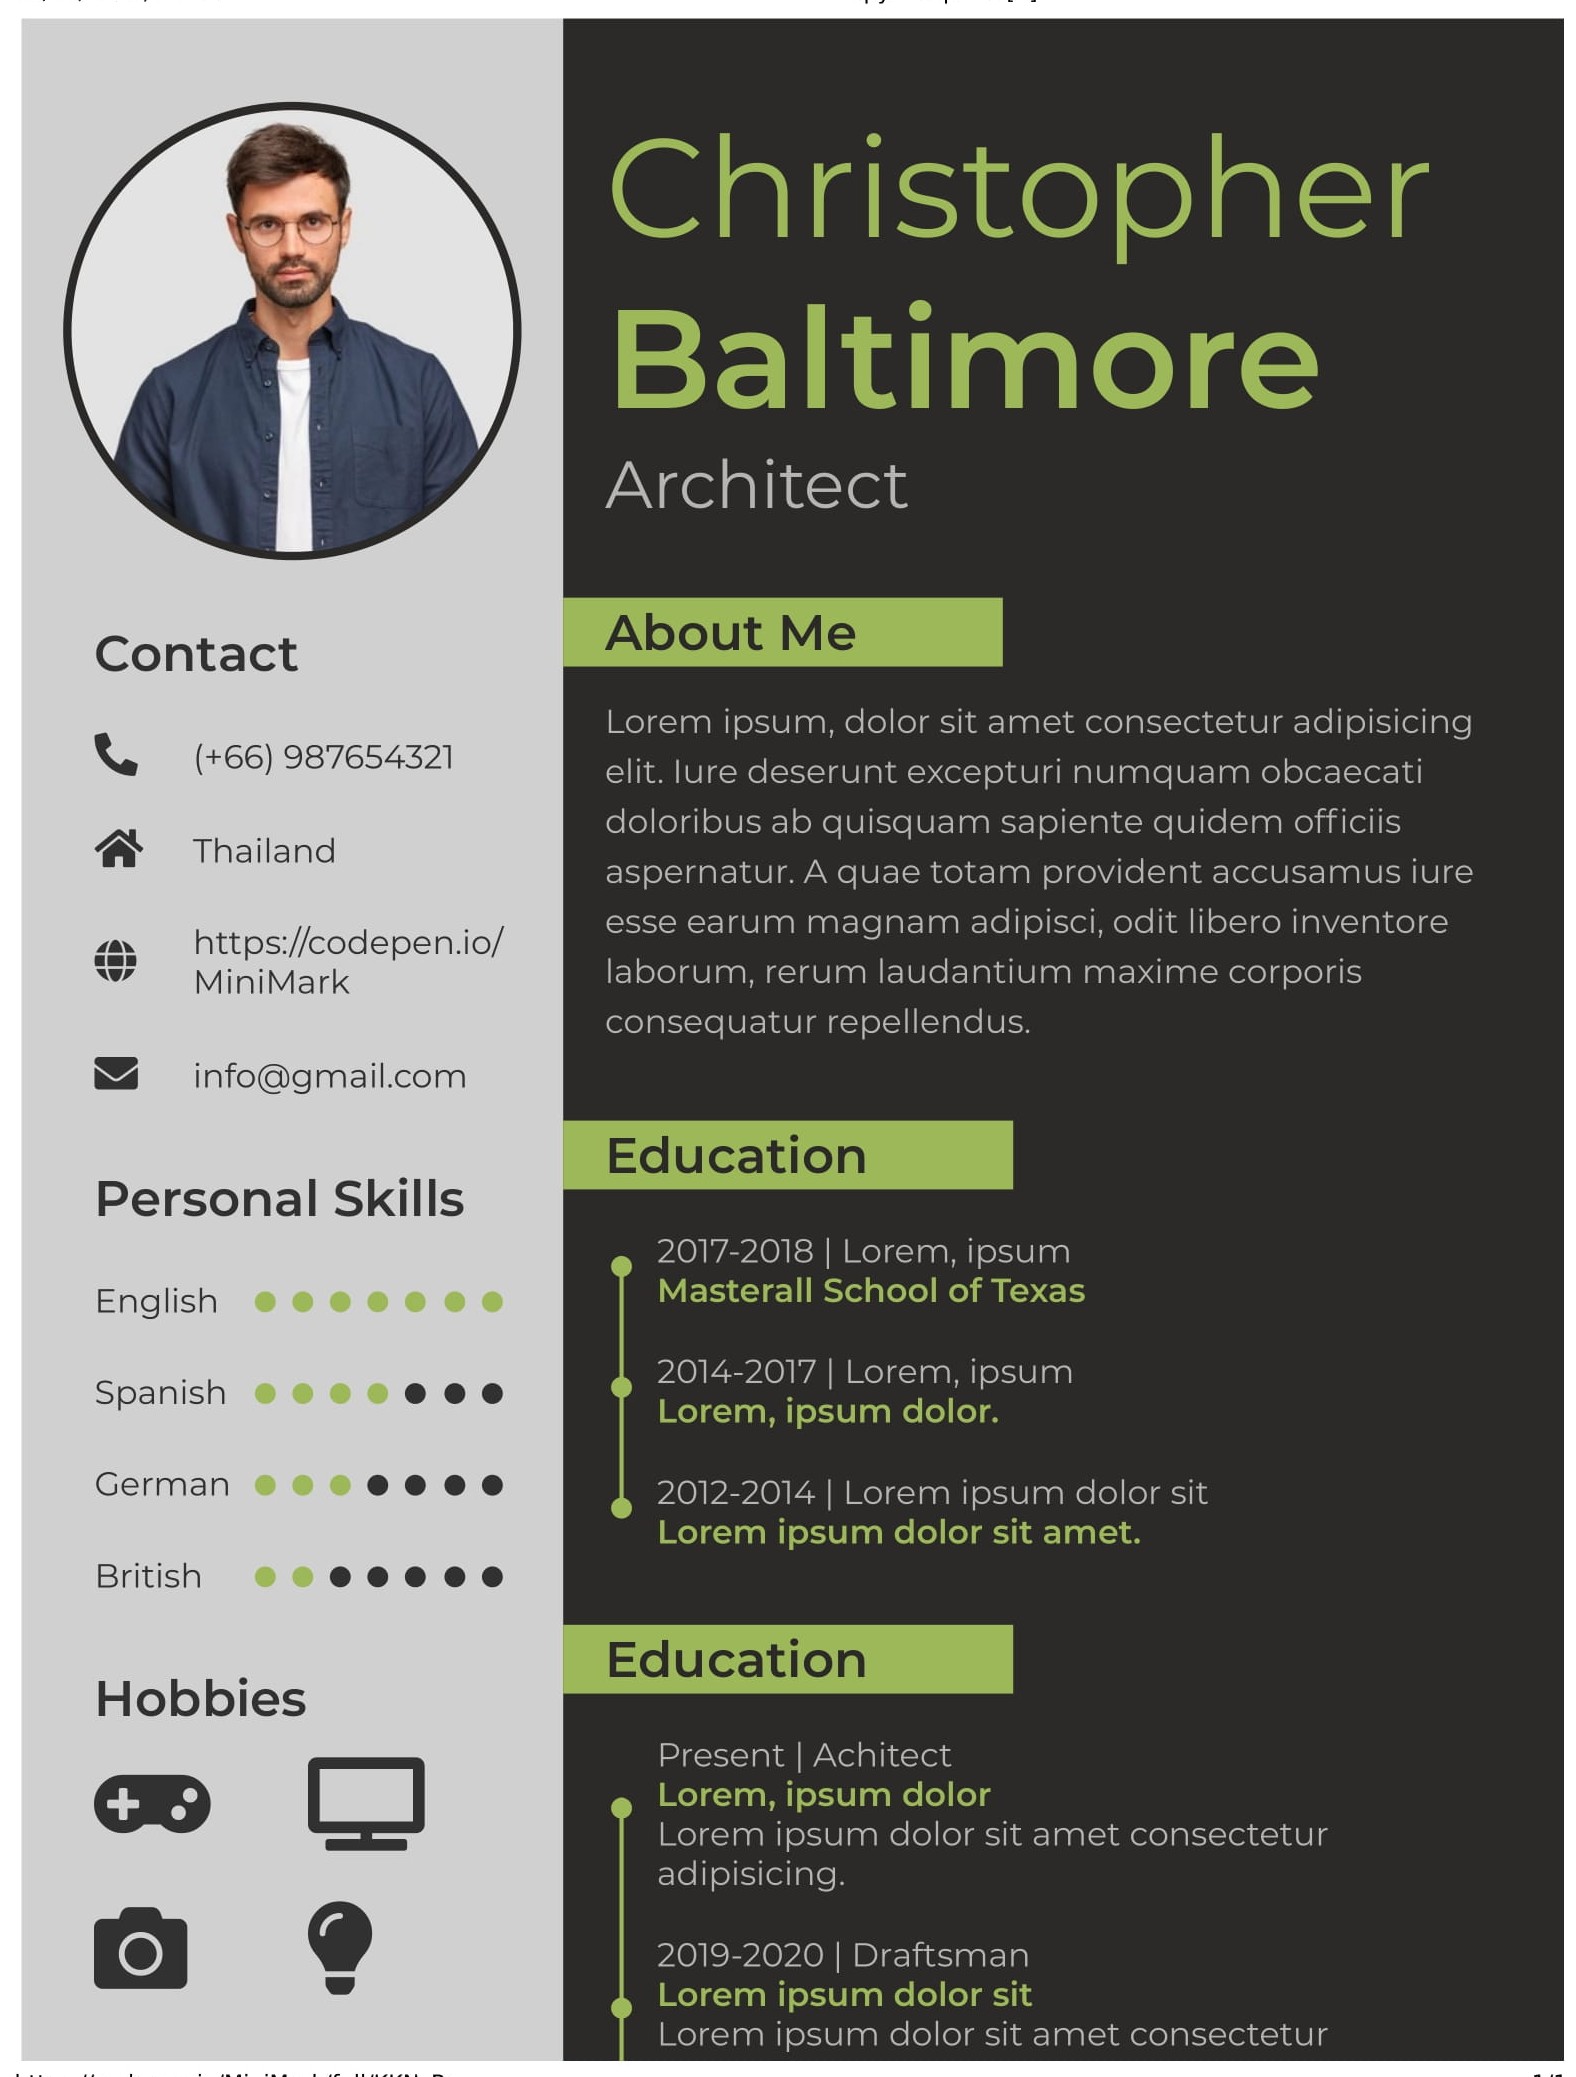 Contact
(+66) 987654321
Thailand
https://codepen.io/
MiniMark
info@gmail.com
Personal Skills
English
Spanish
German
British
Hobbies
Christopher
Baltimore
Architect
About Me
Lorem ipsum, dolor sit amet consectetur adipisicing
elit. Iure deserunt excepturi numquam obcaecati
doloribus ab quisquam sapiente quidem officiis
aspernatur. A quae totam provident accusamus iure
esse earum magnam adipisci, odit libero inventore
laborum, rerum laudantium maxime corporis
consequatur repellendus.
Education
2017-2018 | Lorem, ipsum
Masterall School of Texas
2014-2017 | Lorem, ipsum
Lorem, ipsum dolor.
2012-2014 | Lorem ipsum dolor sit
Lorem ipsum dolor sit amet.
Education
Present | Achitect
Lorem, ipsum dolor
Lorem ipsum dolor sit amet consectetur
adipisicing.
2019-2020 | Draftsman
Lorem ipsum dolor sit
Lorem ipsum dolor sit amet consectetur